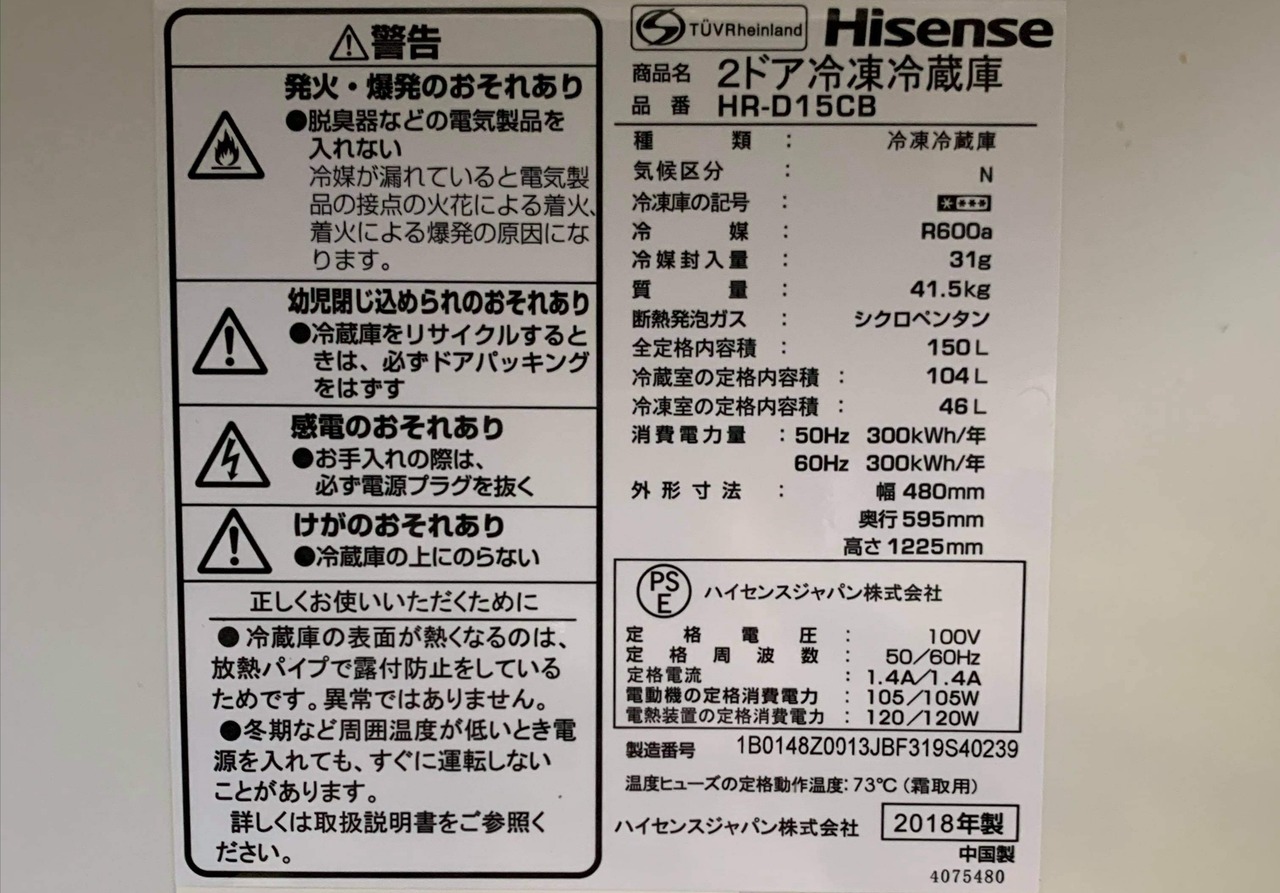 警告
発火・爆発のおそれあり
●脱臭器などの電気製品を
入れない
冷媒が漏れていると電気製
品の接点の火花による着火、
着火による爆発の原因にな
ります。
幼児閉じ込められのおそれあり
●冷蔵庫をリサイクルすると
きは、必ずドアパッキング
をはずす
感電のおそれあり
●お手入れの際は、
必ず電源プラグを抜く
けがのおそれあり
●冷蔵庫の上にのらない
正しくお使いいただくために
●冷蔵庫の表面が熱くなるのは、
放熱パイプで露付防止をしている
ためです。異常ではありません。
●冬期など周囲温度が低いとき電
源を入れても、すぐに運転しない
ことがあります。
詳しくは取扱説明書をご参照く
ださい。
TÜVRheinland Hisense
商品名 2ドア冷凍冷蔵庫
品番 HR-D15CB
種類 : 冷凍冷蔵庫
気候区分 : N
冷凍庫の記号 : * ***
冷媒 : R600a
冷媒封入量 : 31g
質量 : 41.5kg
断熱発泡ガス : シクロペンタン
全定格内容積 : 150L
冷蔵室の定格内容積 : 104L
冷凍室の定格内容積 : 46L
消費電力量 : 50Hz 300kWh/年
60Hz 300kWh/年
外形寸法 : 幅 480mm
奥行 595mm
高さ 1225mm
PSE ハイセンスジャパン株式会社
定格電圧 : 100V
定格周波数 : 50/60Hz
定格電流 : 1.4A/1.4A
電動機の定格消費電力 : 105/105W
電熱装置の定格消費電力 : 120/120W
製造番号 1B0148Z0013JBF319S40239
温度ヒューズの定格動作温度:73℃(霜取用)
ハイセンスジャパン株式会社 2018年製
中国製
4075480